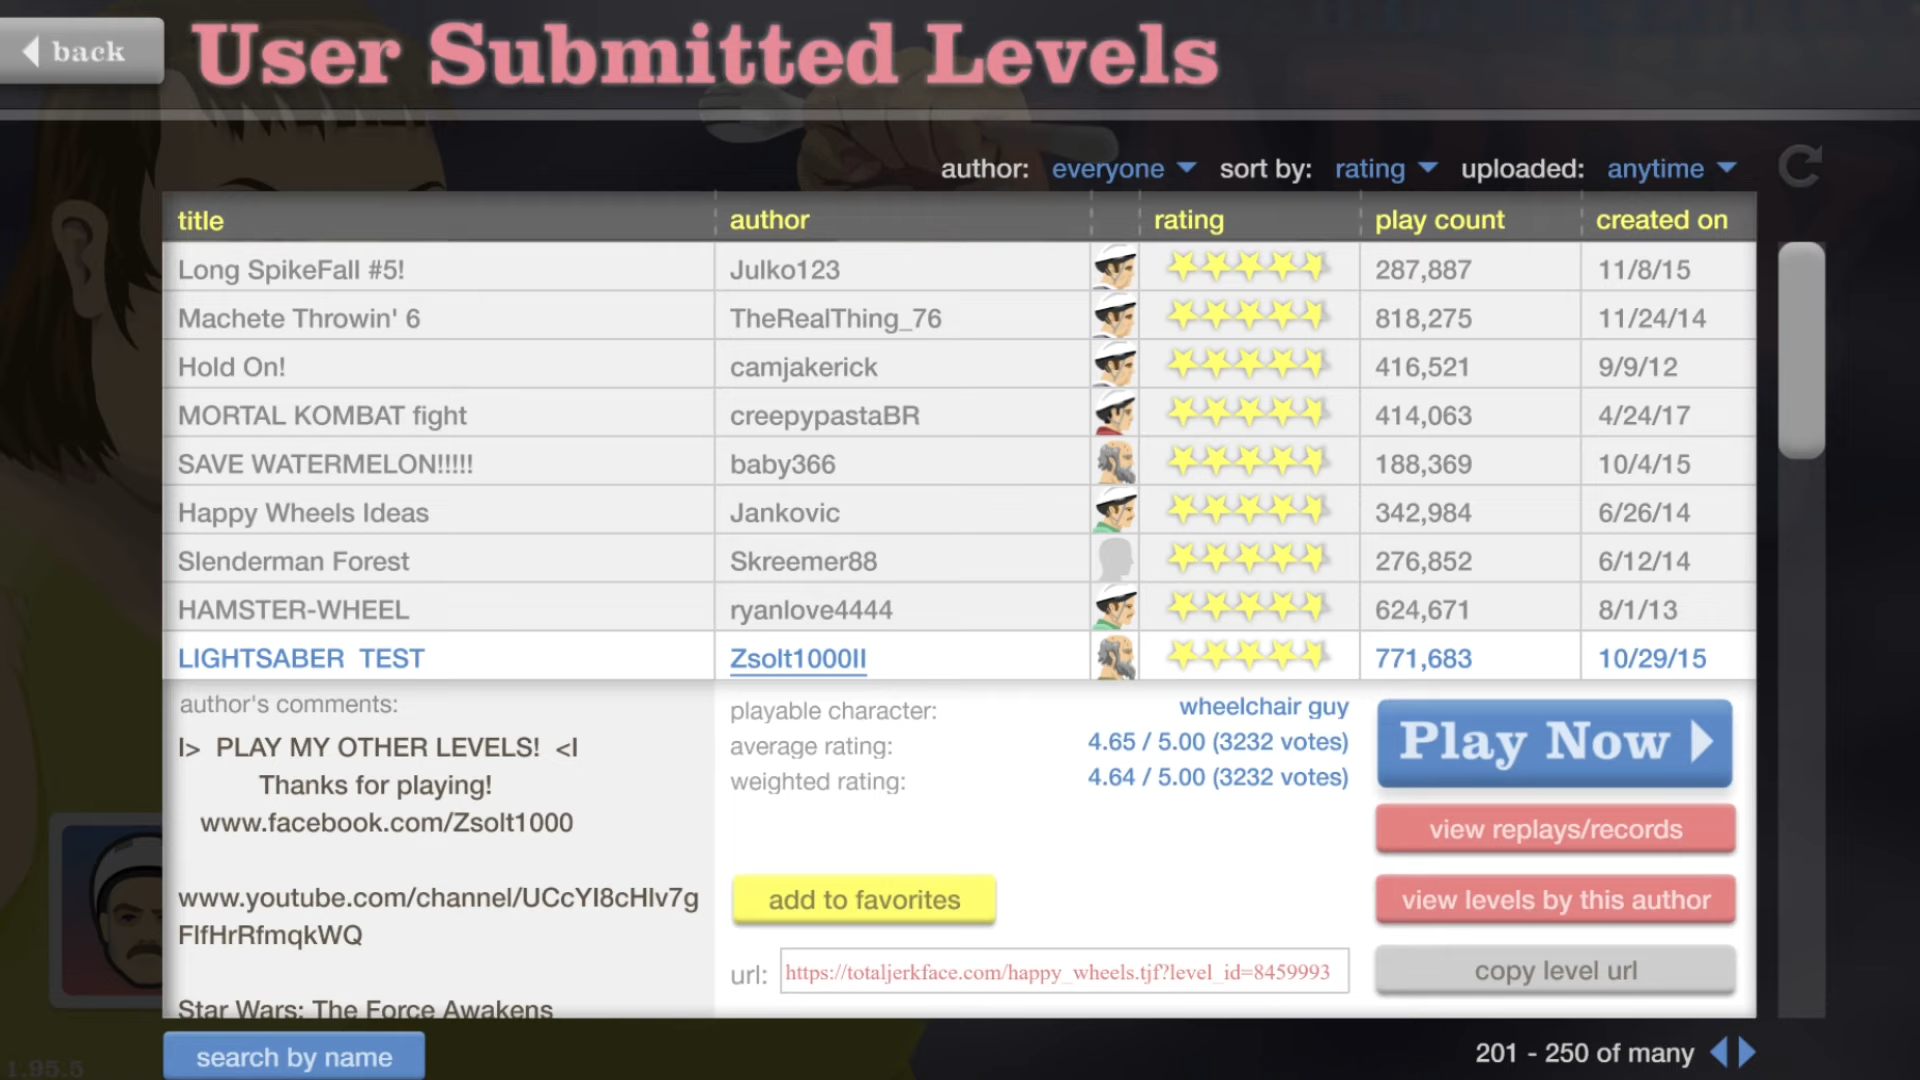 back
User Submitted Levels
author: everyone sort by: rating uploaded: anytime
title author rating play count created on
Long SpikeFall #5! Julko123 287,887 11/8/15
Machete Throwin' 6 TheRealThing_76 818,275 11/24/14
Hold On! camjakerick 416,521 9/9/12
MORTAL KOMBAT fight creepypastaBR 414,063 4/24/17
SAVE WATERMELON!!!!! baby366 188,369 10/4/15
Happy Wheels Ideas Jankovic 342,984 6/26/14
Slenderman Forest Skreemer88 276,852 6/12/14
HAMSTER-WHEEL ryanlove4444 624,671 8/1/13
LIGHTSABER  TEST Zsolt1000II 771,683 10/29/15
author's comments:
I>  PLAY MY OTHER LEVELS!  <I
Thanks for playing!
www.facebook.com/Zsolt1000
www.youtube.com/channel/UCcYI8cHlv7g
FlfHrRfmqkWQ
Star Wars: The Force Awakens
playable character: wheelchair guy
average rating: 4.65 / 5.00 (3232 votes)
weighted rating: 4.64 / 5.00 (3232 votes)
add to favorites
url: https://totaljerkface.com/happy_wheels.tjf?level_id=8459993
Play Now
view replays/records
view levels by this author
copy level url
search by name
201 - 250 of many
1.95.5